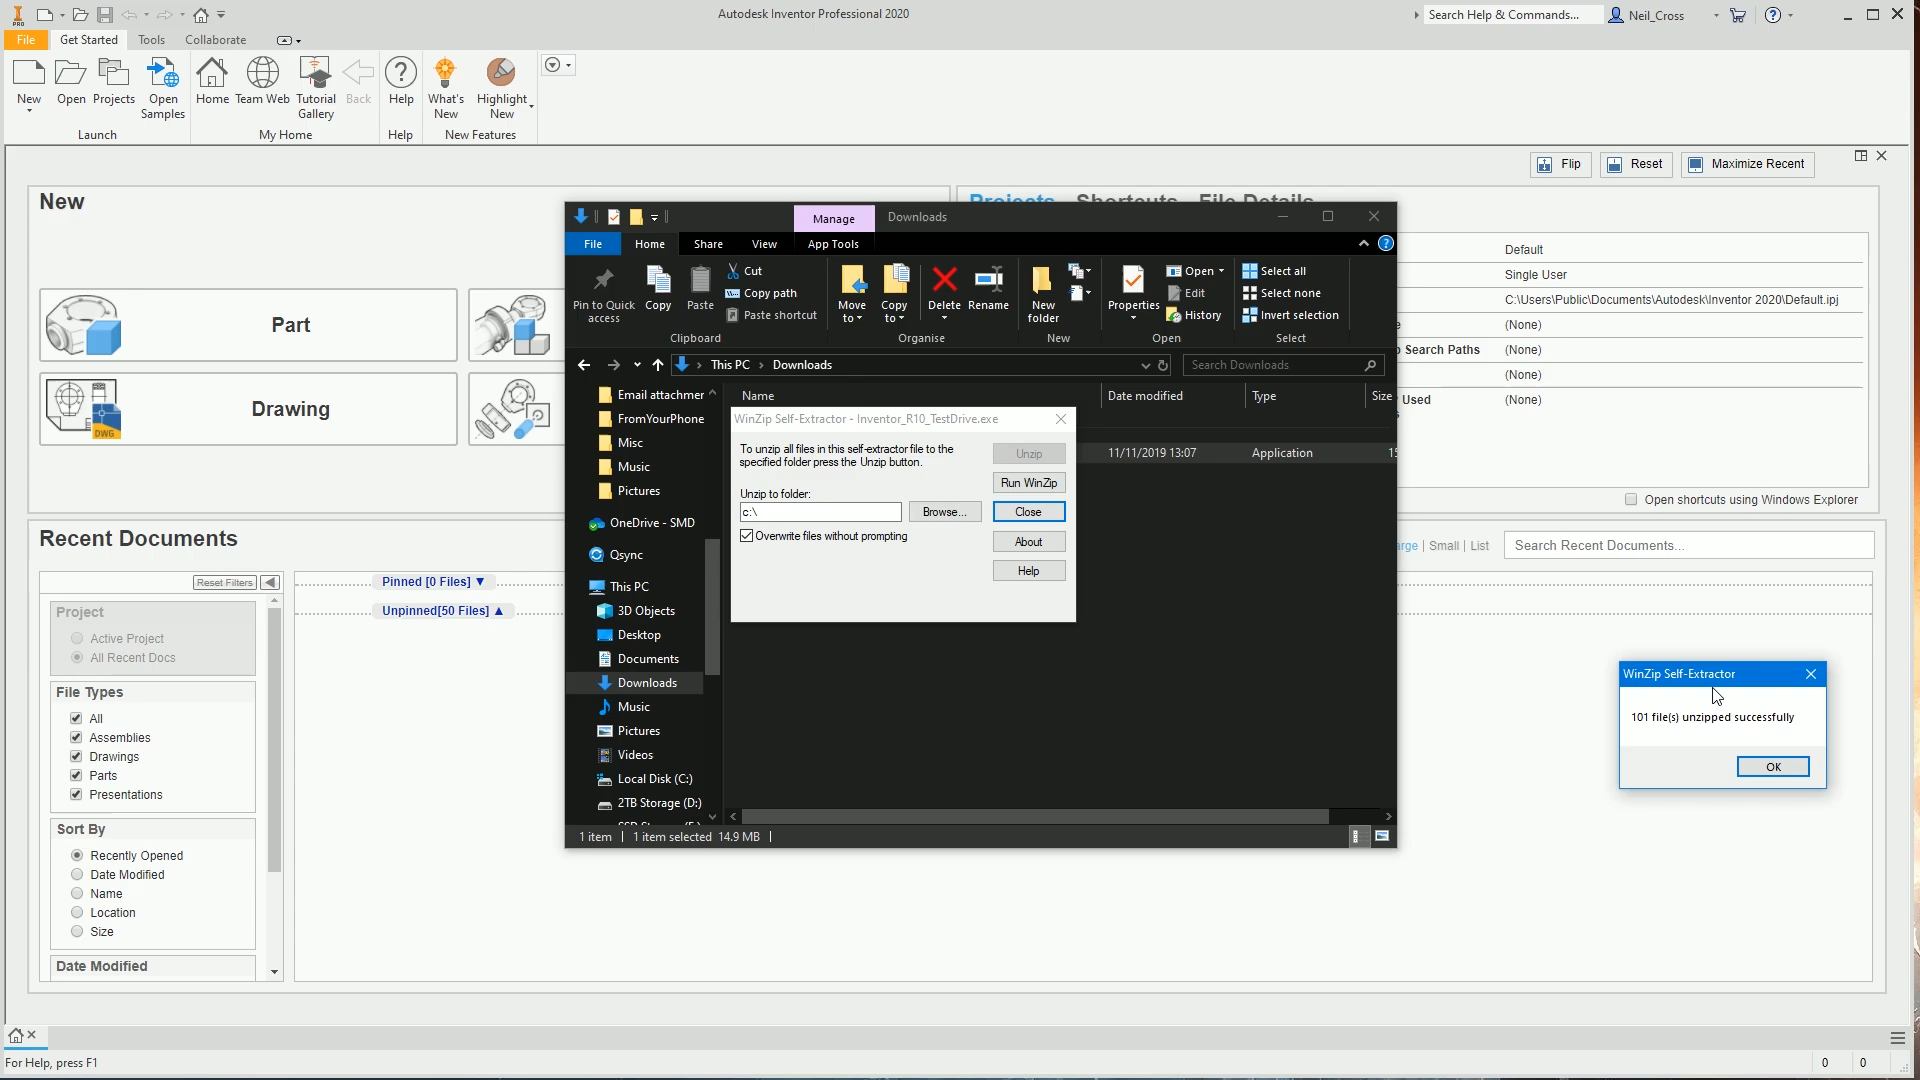 Autodesk Inventor Professional 2020
Search Help & Commands...
Neil_Cross
File
Get Started
Tools
Collaborate
New
Open
Projects
Open
Samples
Home
Team Web
Tutorial
Gallery
Back
Help
What's
New
Highlight
New
Launch
My Home
Help
New Features
Flip
Reset
Maximize Recent
New
Part
Drawing
DWG
Projects
Shortcuts
File Details
Default
Single User
C:\Users\Public\Documents\Autodesk\Inventor 2020\Default.ipj
(None)
Search Paths
(None)
(None)
Used
(None)
Open shortcuts using Windows Explorer
Manage
Downloads
File
Home
Share
View
App Tools
Pin to Quick
access
Copy
Paste
Cut
Copy path
Paste shortcut
Clipboard
Move
to
Copy
to
Delete
Rename
Organise
New
folder
New
Properties
Open
Edit
History
Open
Select all
Select none
Invert selection
Select
This PC
Downloads
Search Downloads
Email attachmer
FromYourPhone
Misc
Music
Pictures
OneDrive - SMD
Qsync
This PC
3D Objects
Desktop
Documents
Downloads
Music
Pictures
Videos
Local Disk (C:)
2TB Storage (D:)
Name
Date modified
Type
Size
11/11/2019 13:07
Application
15
WinZip Self-Extractor - Inventor_R10_TestDrive.exe
To unzip all files in this self-extractor file to the
specified folder press the Unzip button.
Unzip to folder:
c:\
Browse...
Overwrite files without prompting
Unzip
Run WinZip
Close
About
Help
1 item
1 item selected 14.9 MB
Recent Documents
Large | Small | List
Search Recent Documents...
Reset Filters
Pinned [0 Files] ▼
Unpinned[50 Files] ▲
Project
Active Project
All Recent Docs
File Types
All
Assemblies
Drawings
Parts
Presentations
Sort By
Recently Opened
Date Modified
Name
Location
Size
Date Modified
WinZip Self-Extractor
101 file(s) unzipped successfully
OK
For Help, press F1
0
0